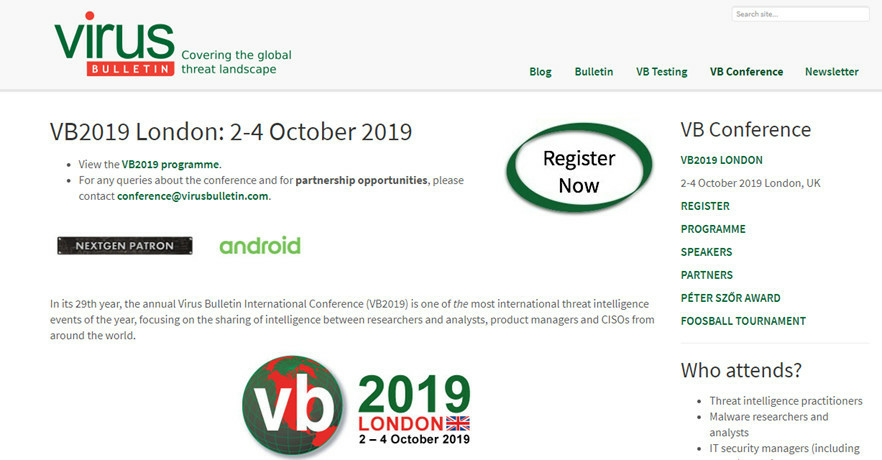 Search site...
virus
BULLETIN
Covering the global
threat landscape
Blog Bulletin VB Testing VB Conference Newsletter
VB2019 London: 2-4 October 2019
• View the VB2019 programme.
• For any queries about the conference and for partnership opportunities, please
contact conference@virusbulletin.com.
Register
Now
NEXTGEN PATRON
android
In its 29th year, the annual Virus Bulletin International Conference (VB2019) is one of the most international threat intelligence
events of the year, focusing on the sharing of intelligence between researchers and analysts, product managers and CISOs from
around the world.
vb
2019
LONDON
2 – 4 October 2019
VB Conference
VB2019 LONDON
2-4 October 2019 London, UK
REGISTER
PROGRAMME
SPEAKERS
PARTNERS
PÉTER SZŐR AWARD
FOOSBALL TOURNAMENT
Who attends?
• Threat intelligence practitioners
• Malware researchers and
analysts
• IT security managers (including